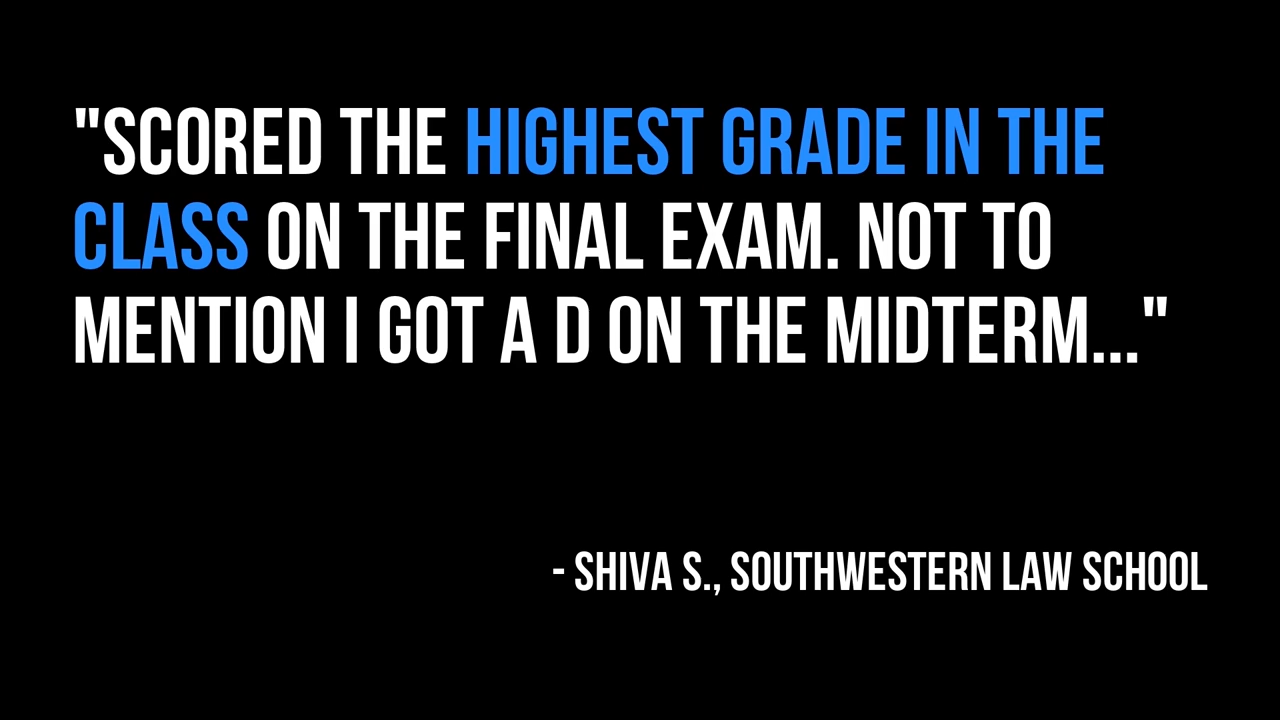 "SCORED THE HIGHEST GRADE IN THE
CLASS ON THE FINAL EXAM. NOT TO
MENTION I GOT A D ON THE MIDTERM..."
- SHIVA S., SOUTHWESTERN LAW SCHOOL